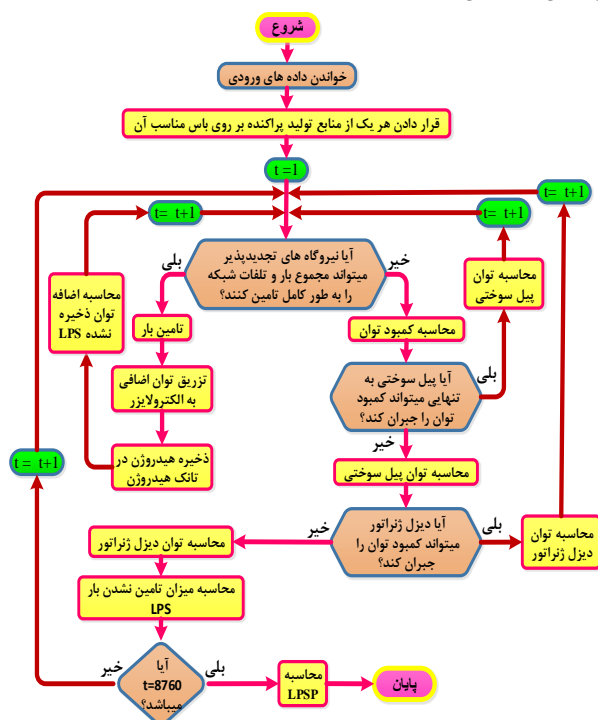 شروع
خواندن داده های ورودی
قرار دادن هر یک از منابع تولید پراکنده بر روی باس مناسب آن
t =1
t= t+1
t= t+1
t= t+1
آیا نیروگاه های تجدیدپذیر
میتواند مجموع بار و تلفات شبکه
را به طور کامل تامین کنند؟
بلی
خیر
محاسبه اضافه
توان ذخیره
نشده LPS
تامین بار
تزریق توان اضافی
به الکترولایزر
ذخیره هیدروژن در
تانک هیدروژن
محاسبه کمبود توان
محاسبه توان
پیل سوختی
آیا پیل سوختی به
تنهایی میتواند کمبود
توان را جبران کند؟
بلی
خیر
محاسبه توان پیل سوختی
t= t+1
آیا دیزل ژنراتور
میتواند کمبود توان را
جبران کند؟
بلی
خیر
محاسبه توان
دیزل ژنراتور
محاسبه توان دیزل ژنراتور
محاسبه میزان تامین نشدن بار
LPS
آیا
t=8760
میباشد؟
خیر
بلی
محاسبه
LPSP
پایان